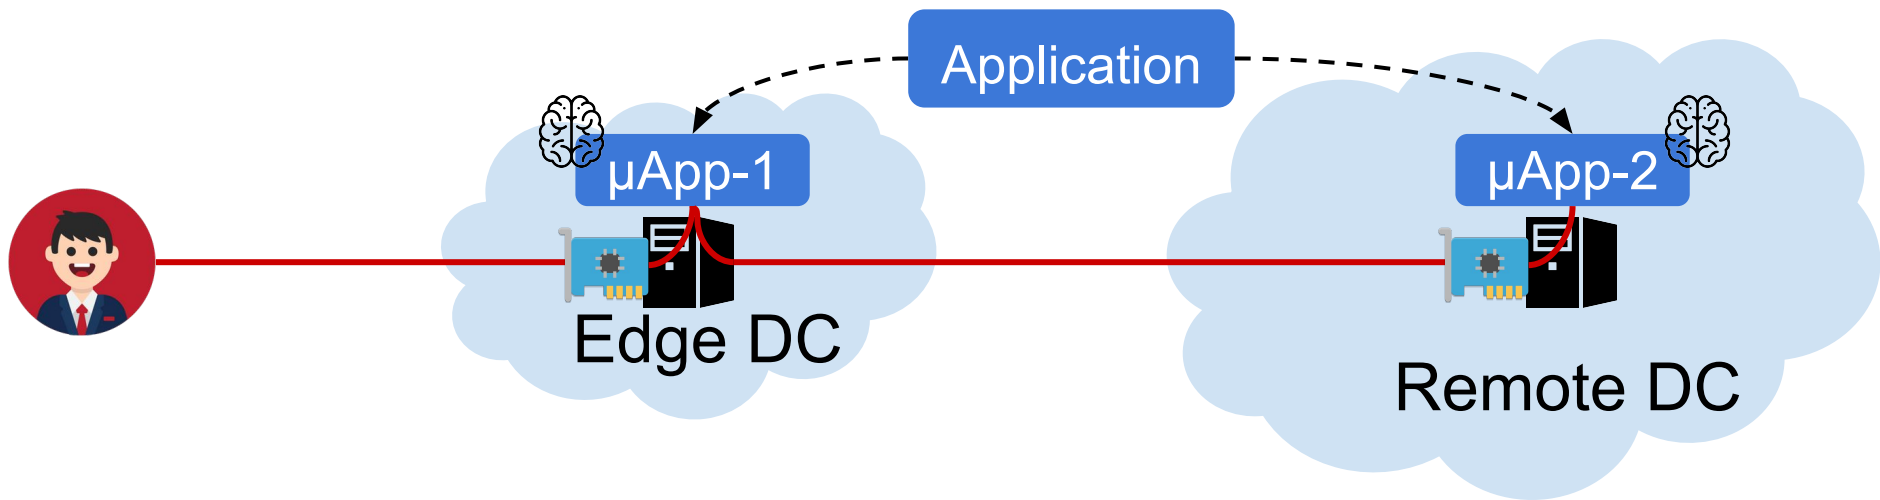 Application
µApp-1
µApp-2
Edge DC
Remote DC